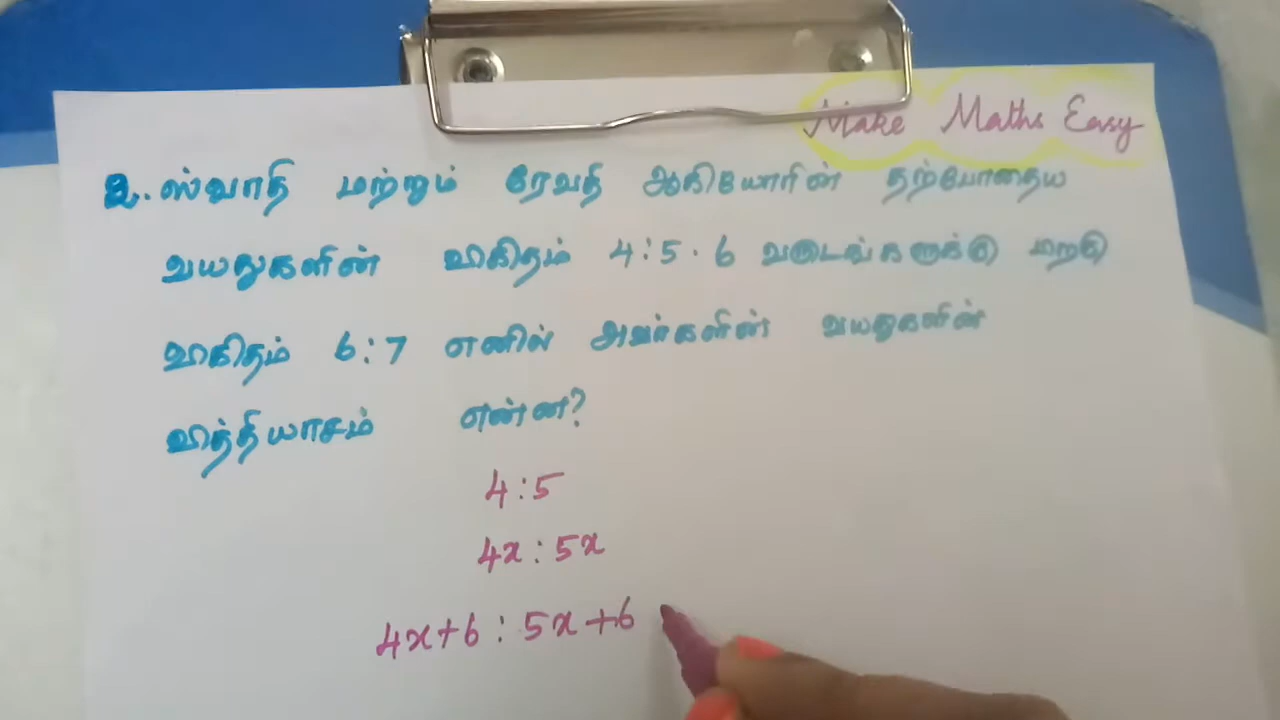 Make Maths Easy
2. ஸ்வாதி மற்றும் ரேவதி ஆகியோரின் தற்போதைய
வயதுகளின் விகிதம் 4:5. 6 வருடங்களுக்கு பிறகு
விகிதம் 6:7 எனில் அவர்களின் வயதுகளின்
வித்தியாசம் என்ன?
4:5
4x:5x
4x+6:5x+6